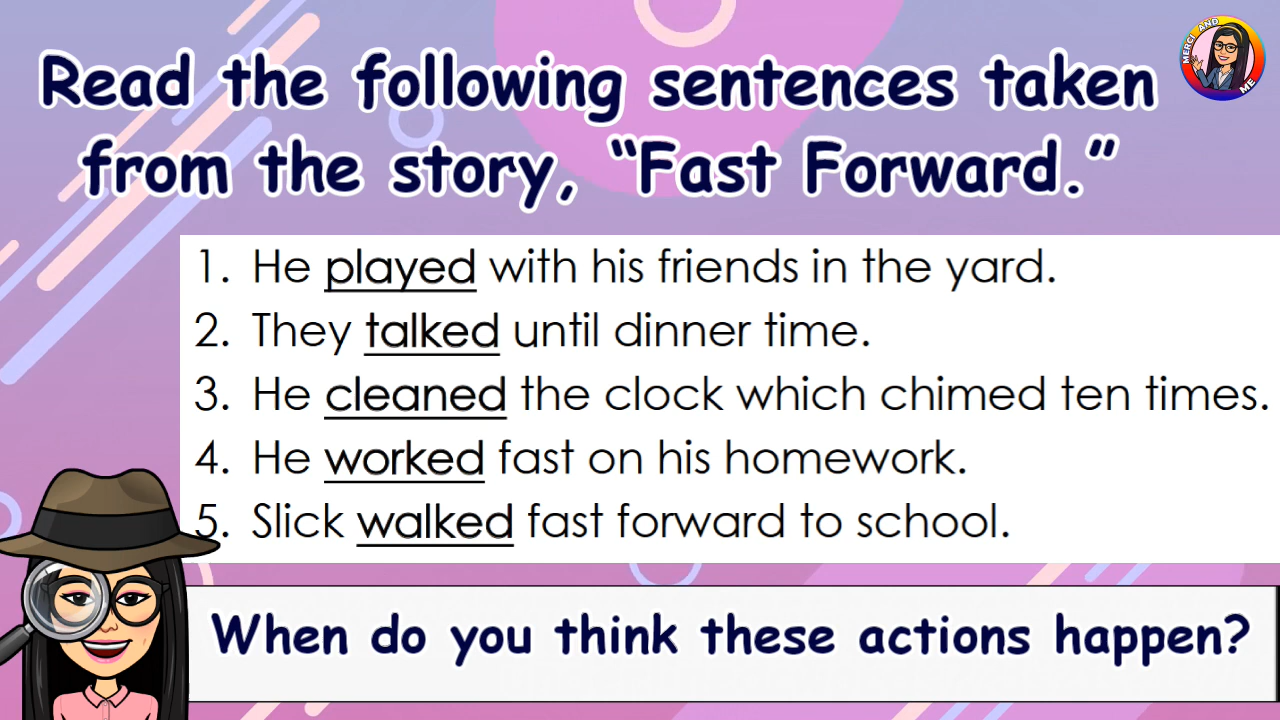 Read the following sentences taken
from the story, “Fast Forward.”
MERCI AND ME
1. He played with his friends in the yard.
2. They talked until dinner time.
3. He cleaned the clock which chimed ten times.
4. He worked fast on his homework.
5. Slick walked fast forward to school.
When do you think these actions happen?